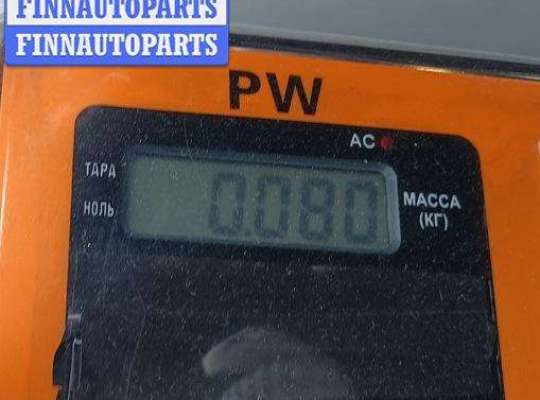 FINNAUTOPARTS
FINNAUTOPARTS
PW
AC
ТАРА
НОЛЬ
0.080
МАССА
(КГ)